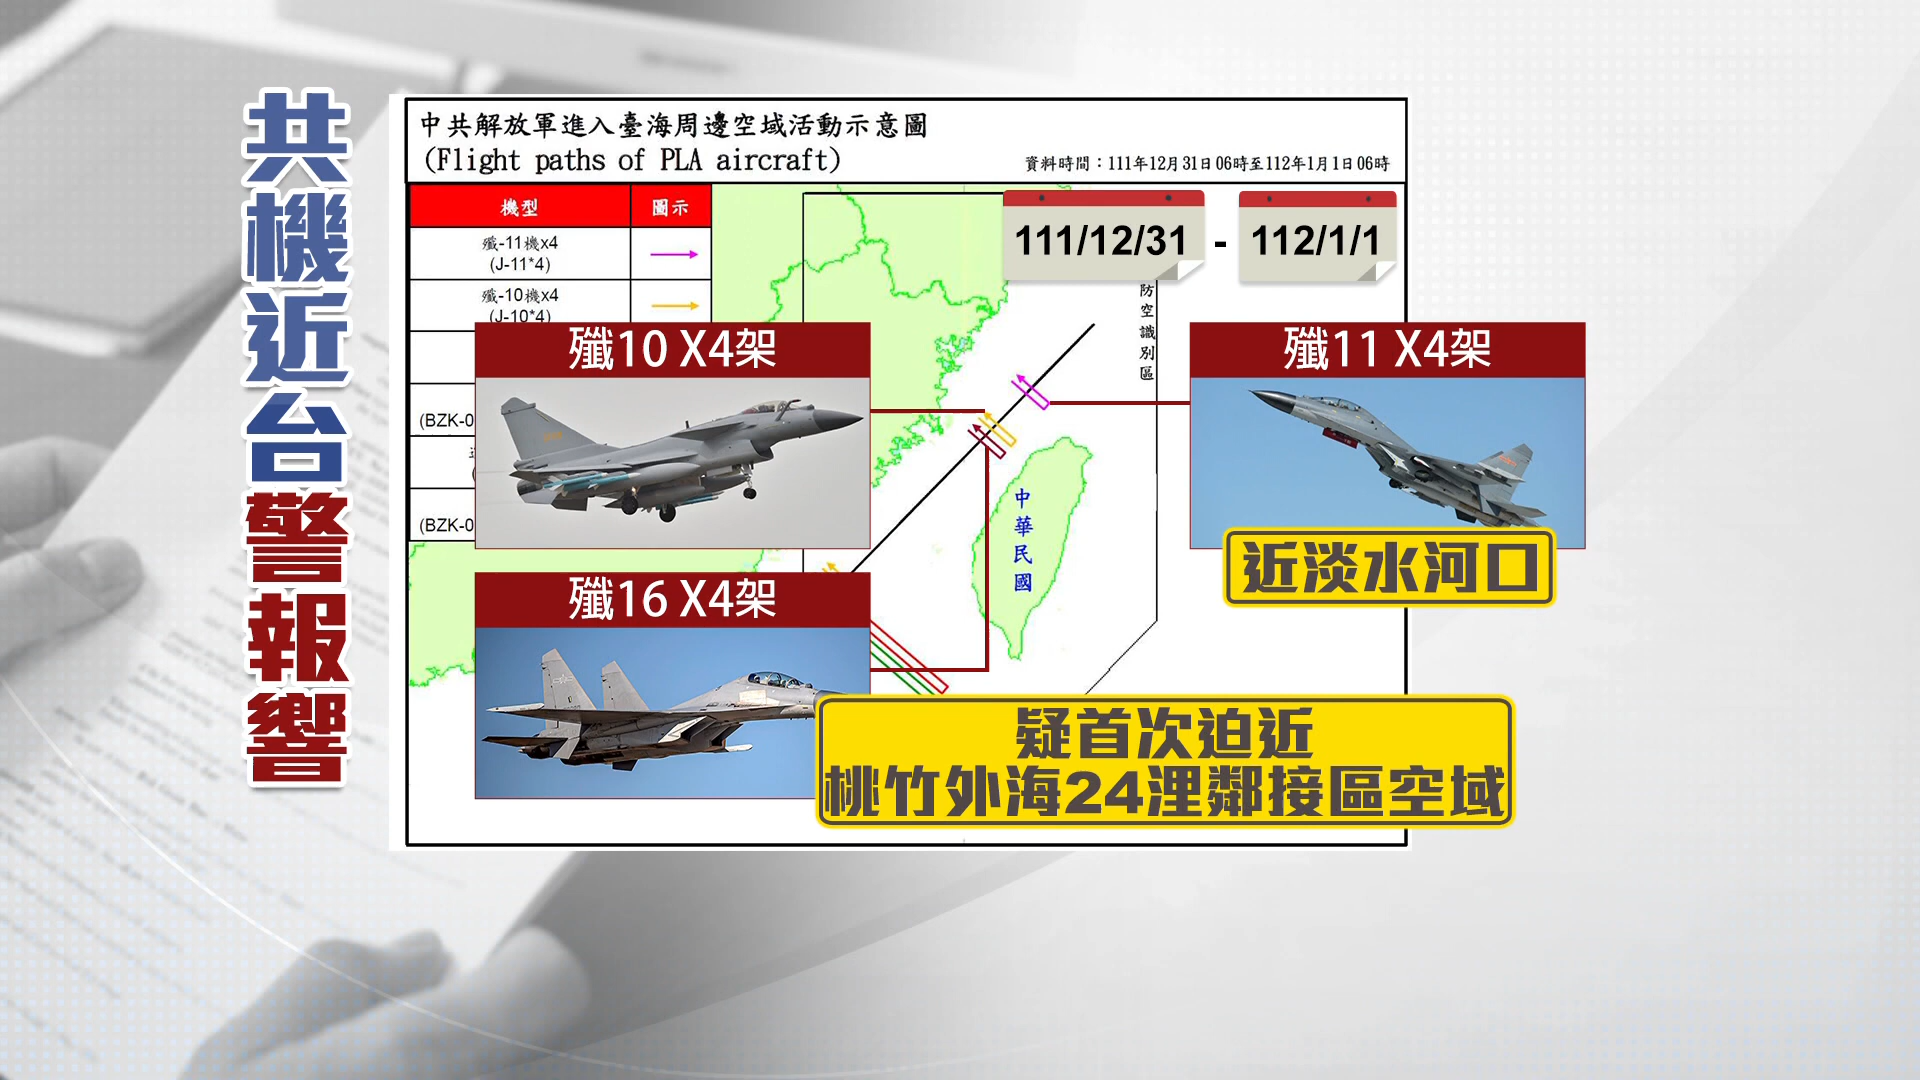 共機近台警報響
中共解放軍進入臺海周邊空域活動示意圖
(Flight paths of PLA aircraft)
資料時間：111年12月31日06時至112年1月1日06時
機型 圖示
殲-11機x4
(J-11*4)
殲-10機x4
(J-10*4)
(BZK-0
(BZK-0
111/12/31 - 112/1/1
防空識別區
殲10 X4架
殲11 X4架
近淡水河口
中華民國
殲16 X4架
疑首次迫近
桃竹外海24浬鄰接區空域